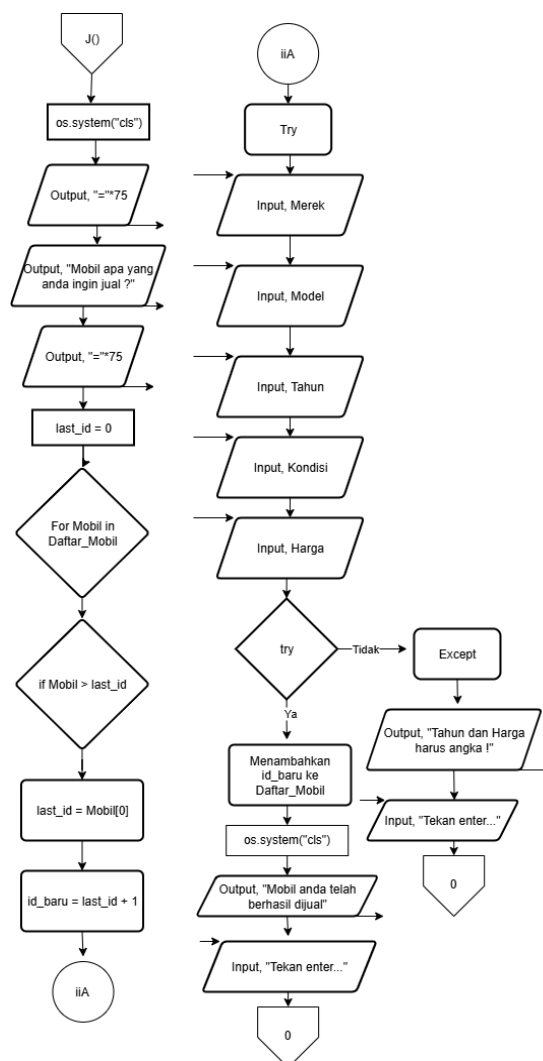 J()
os.system("cls")
Output, "="*75
Output, "Mobil apa yang
anda ingin jual ?"
Output, "="*75
last_id = 0
For Mobil in
Daftar_Mobil
if Mobil > last_id
last_id = Mobil[0]
id_baru = last_id + 1
iiA
iiA
Try
Input, Merek
Input, Model
Input, Tahun
Input, Kondisi
Input, Harga
try
Tidak
Except
Output, "Tahun dan Harga
harus angka !"
Input, "Tekan enter..."
0
Ya
Menambahkan
id_baru ke
Daftar_Mobil
os.system("cls")
Output, "Mobil anda telah
berhasil dijual"
Input, "Tekan enter..."
0